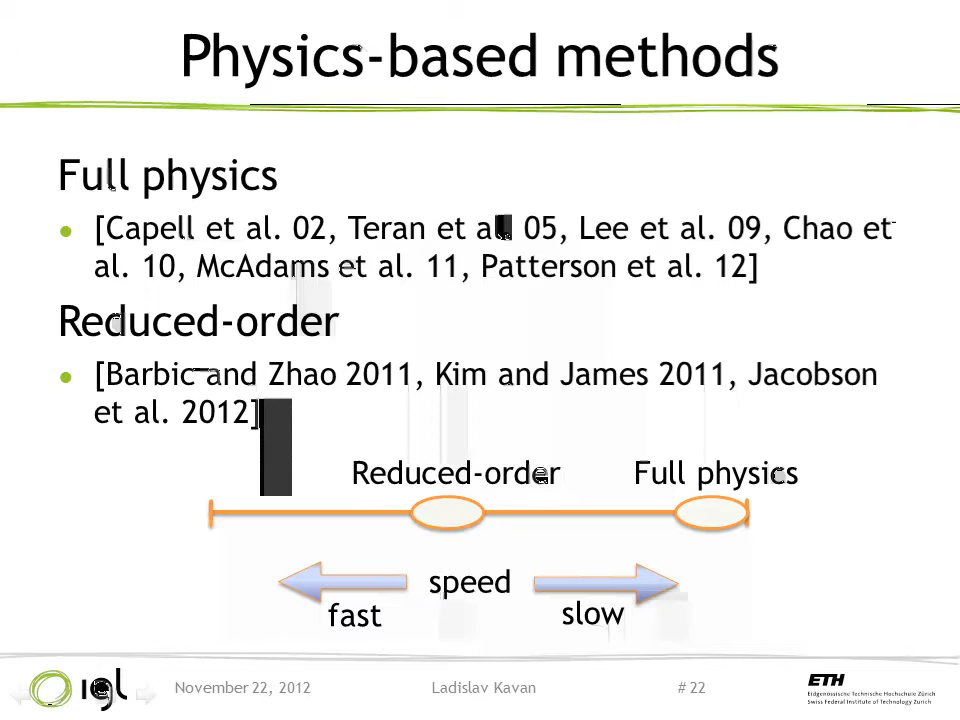 Physics-based methods
Full physics
[Capell et al. 02, Teran et al. 05, Lee et al. 09, Chao et
al. 10, McAdams et al. 11, Patterson et al. 12]
Reduced-order
[Barbic and Zhao 2011, Kim and James 2011, Jacobson
et al. 2012]
Reduced-order Full physics
speed
fast slow
igl November 22, 2012 Ladislav Kavan # 22 ETH
Eidgenössische Technische Hochschule Zürich
Swiss Federal Institute of Technology Zurich